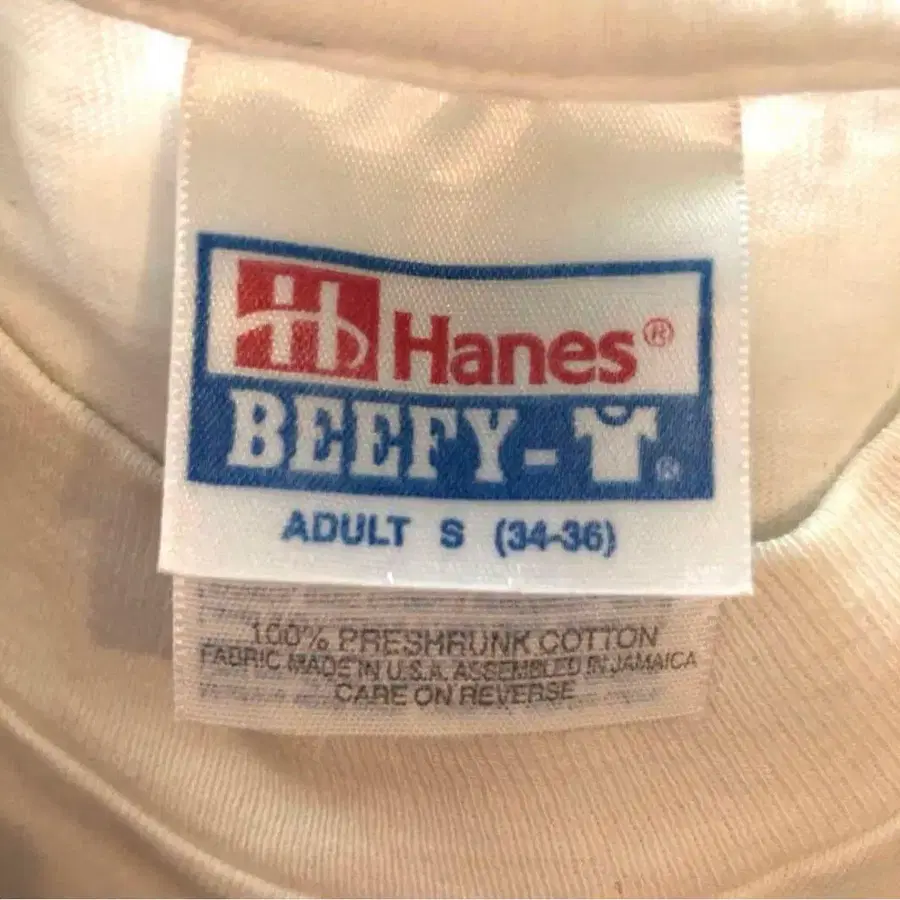 Hanes®
BEEFY-T®
ADULT S (34-36)
100% PRESHRUNK COTTON
FABRIC MADE IN U.S.A. ASSEMBLED IN JAMAICA
CARE ON REVERSE